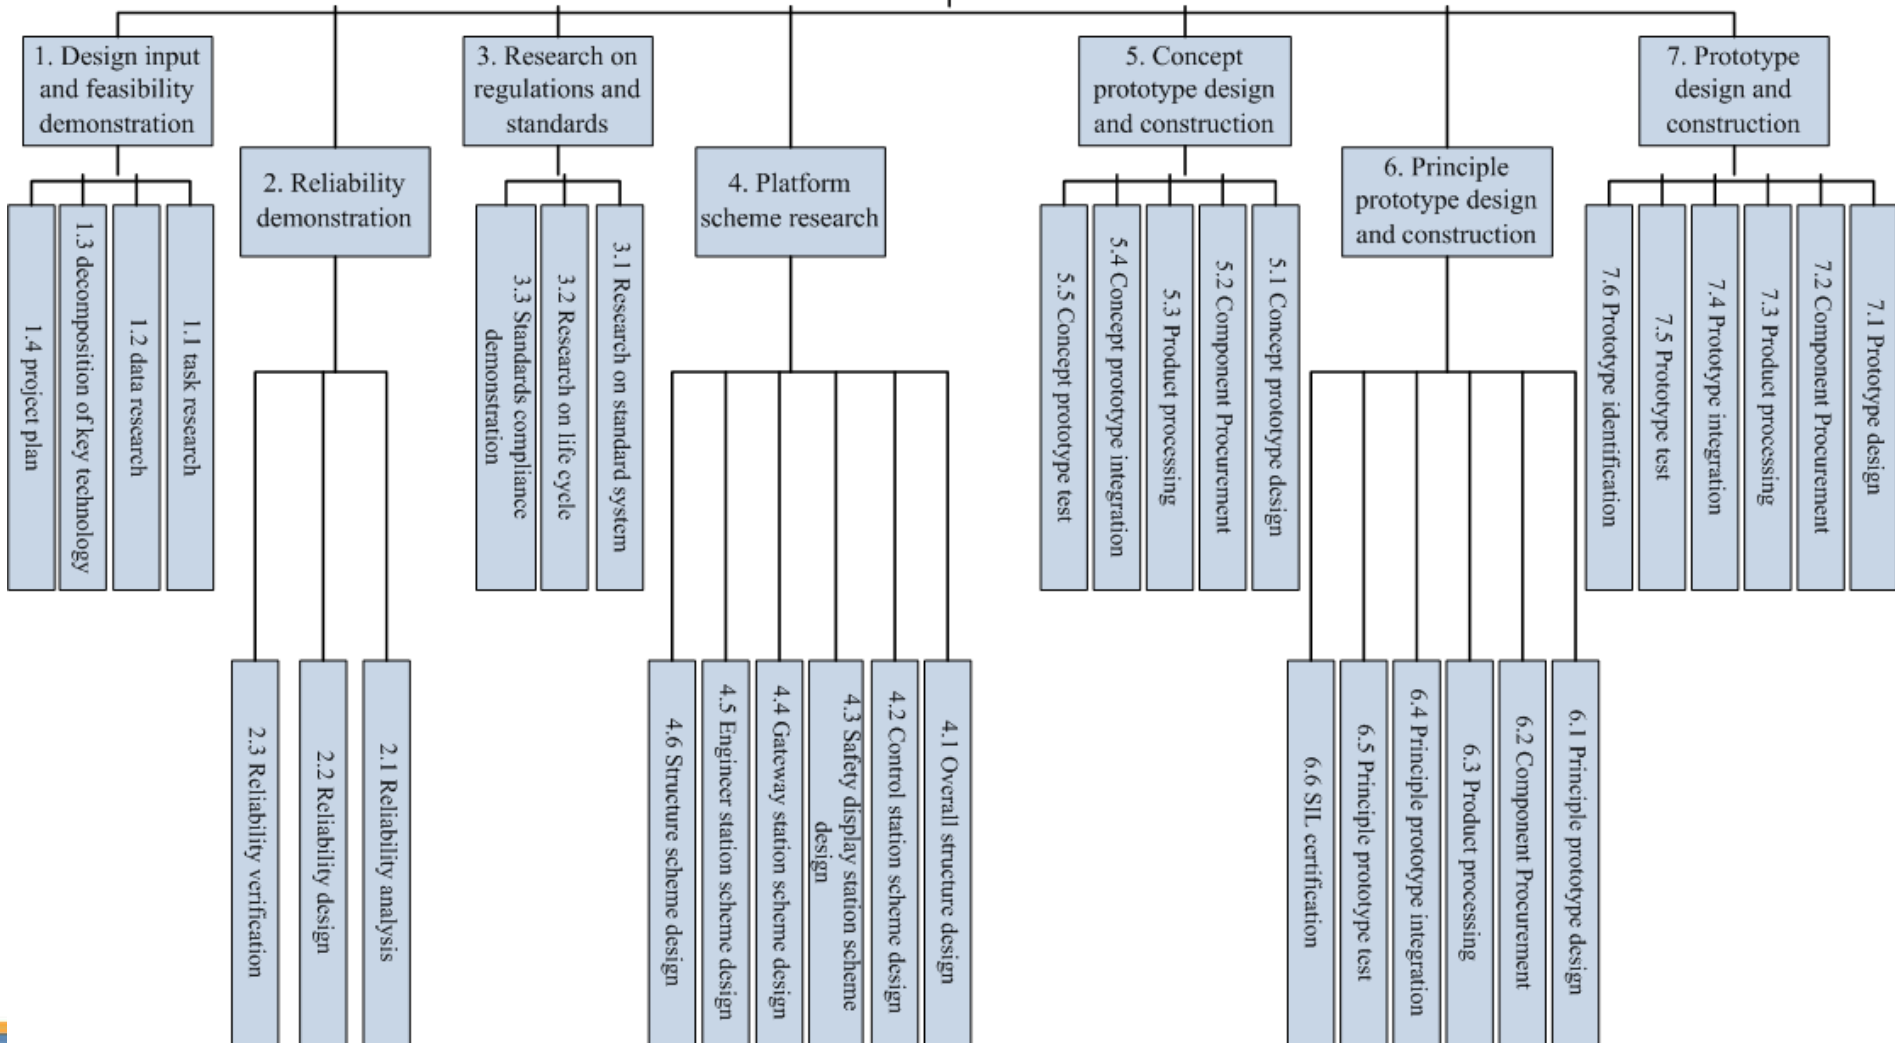 1. Design input
and feasibility
demonstration
3. Research on
regulations and
standards
5. Concept
prototype design
and construction
7. Prototype
design and
construction
2. Reliability
demonstration
4. Platform
scheme research
6. Principle
prototype design
and construction
1.4 project plan
1.3 decomposition of key technology
1.2 data research
1.1 task research
3.3 Standards compliance
demonstration
3.2 Research on life cycle
3.1 Research on standard system
5.5 Concept prototype test
5.4 Concept prototype integration
5.3 Product processing
5.2 Component Procurement
5.1 Concept prototype design
7.6 Prototype identification
7.5 Prototype test
7.4 Prototype integration
7.3 Product processing
7.2 Component Procurement
7.1 Prototype design
2.3 Reliability verification
2.2 Reliability design
2.1 Reliability analysis
4.6 Structure scheme design
4.5 Engineer station scheme design
4.4 Gateway station scheme design
4.3 Safety display station scheme
design
4.2 Control station scheme design
4.1 Overall structure design
6.6 SIL certification
6.5 Principle prototype test
6.4 Principle prototype integration
6.3 Product processing
6.2 Component Procurement
6.1 Principle prototype design